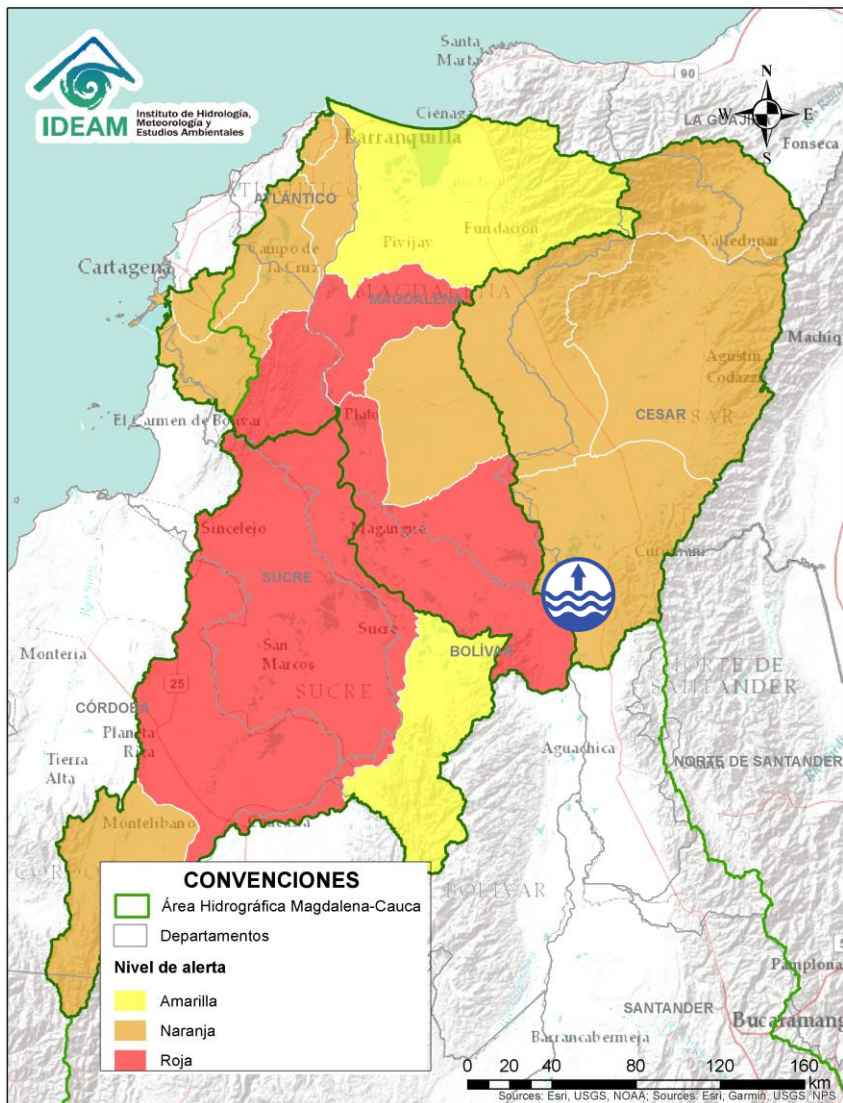 IDEAM
Instituto de Hidrología,
Meteorología y
Estudios Ambientales
Santa
Marta
90
N
W
E
S
LA GUAJI
Fonseca
Ciénaga
Barranquilla
ATLÁNTICO
Campo de
la Cruz
Pivijay
Fundación
Valledupar
Cartagena
MAGDALENA
Machiq
Agustín
Codazzi
El Carmen de Bolívar
Plato
CESAR
Sincelejo
Magangué
Curumaní
SUCRE
Sucre
San
Marcos
SUCRE
BOLÍVAR
Montería
25
CÓRDOBA
Planeta
Rica
Tierra
Alta
NORTE DE
SANTANDER
Aguachica
NORTE DE SANTANDER
Montelíbano
BOLÍVAR
CONVENCIONES
Área Hidrográfica Magdalena-Cauca
Departamentos
Nivel de alerta
Amarilla
Naranja
Roja
Pamplona
SANTANDER
Bucaramang
Barrancabermeja
0 20 40 80 120 160
km
Sources: Esri, USGS, NOAA; Sources: Esri, Garmin, USGS, NPS